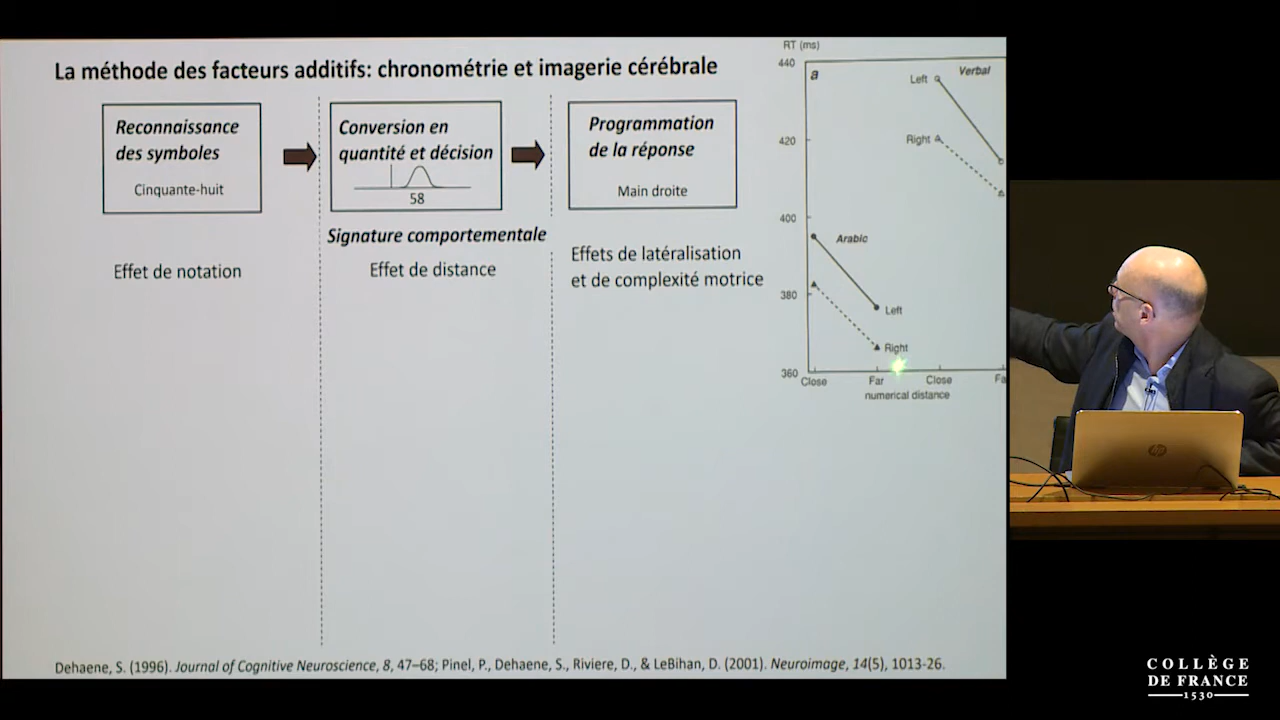 La méthode des facteurs additifs: chronométrie et imagerie cérébrale
Reconnaissance
des symboles
Cinquante-huit
Conversion en
quantité et décision
58
Programmation
de la réponse
Main droite
Signature comportementale
Effet de notation
Effet de distance
Effets de latéralisation
et de complexité motrice
RT (ms)
440
420
400
380
360
a
Verbal
Left
Right
Arabic
Left
Right
Close
Far
Close
Fa
numerical distance
Dehaene, S. (1996). Journal of Cognitive Neuroscience, 8, 47–68; Pinel, P., Dehaene, S., Riviere, D., & LeBihan, D. (2001). Neuroimage, 14(5), 1013-26.
hp
COLLÈGE
DE FRANCE
1530